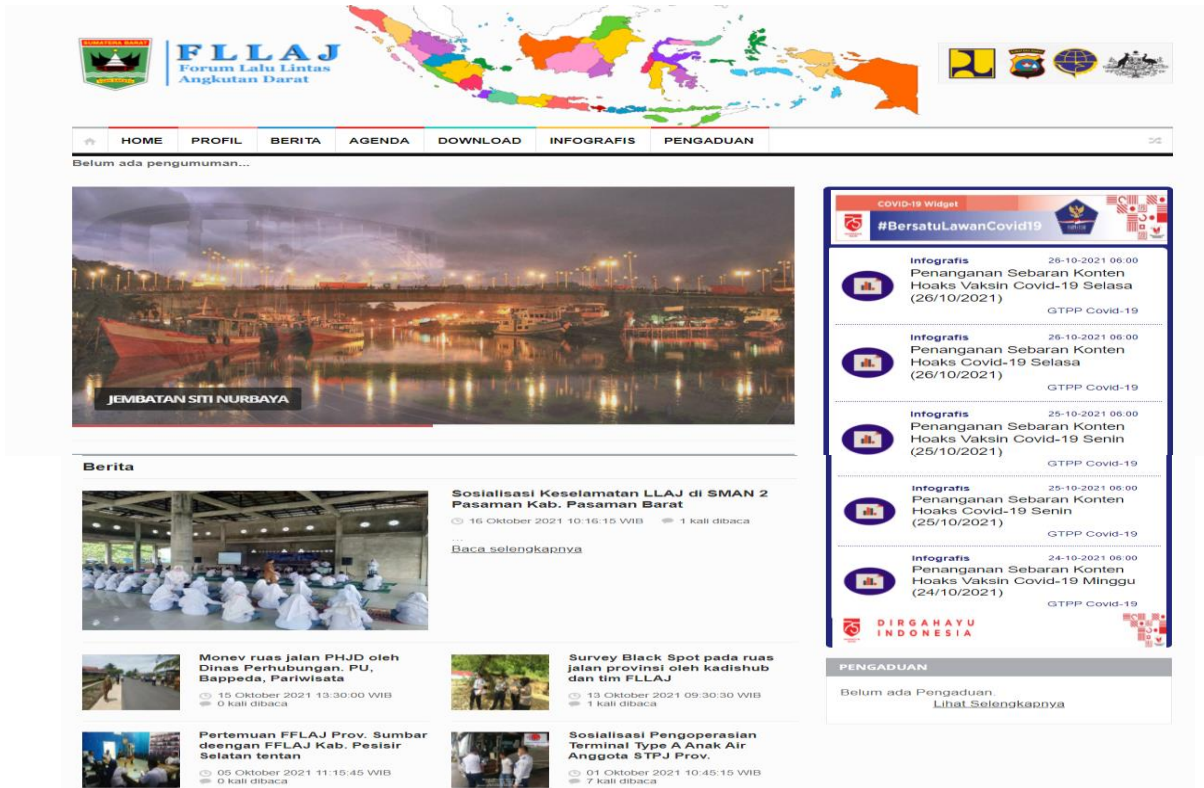 SUMATERA BARAT
FLLAJ
Forum Lalu Lintas
Angkutan Darat
HOME PROFIL BERITA AGENDA DOWNLOAD INFOGRAFIS PENGADUAN
Belum ada pengumuman...
JEMBATAN SITI NURBAYA
COVID-19 Widget
#BersatuLawanCovid19
Infografis 26-10-2021 06:00
Penanganan Sebaran Konten
Hoaks Vaksin Covid-19 Selasa
(26/10/2021)
GTPP Covid-19
Infografis 26-10-2021 06:00
Penanganan Sebaran Konten
Hoaks Covid-19 Selasa
(26/10/2021)
GTPP Covid-19
Infografis 25-10-2021 06:00
Penanganan Sebaran Konten
Hoaks Vaksin Covid-19 Senin
(25/10/2021)
GTPP Covid-19
Infografis 25-10-2021 06:00
Penanganan Sebaran Konten
Hoaks Covid-19 Senin
(25/10/2021)
GTPP Covid-19
Infografis 24-10-2021 06:00
Penanganan Sebaran Konten
Hoaks Vaksin Covid-19 Minggu
(24/10/2021)
GTPP Covid-19
DIRGAHAYU
INDONESIA
PENGADUAN
Belum ada Pengaduan.
Lihat Selengkapnya
Berita
Sosialisasi Keselamatan LLAJ di SMAN 2
Pasaman Kab. Pasaman Barat
16 Oktober 2021 10:16:15 WIB 1 kali dibaca
...
Baca selengkapnya
Monev ruas jalan PHJD oleh
Dinas Perhubungan. PU,
Bappeda, Pariwisata
15 Oktober 2021 13:30:00 WIB
0 kali dibaca
Survey Black Spot pada ruas
jalan provinsi oleh kadishub
dan tim FLLAJ
13 Oktober 2021 09:30:30 WIB
1 kali dibaca
Pertemuan FFLAJ Prov. Sumbar
deengan FFLAJ Kab. Pesisir
Selatan tentan
05 Oktober 2021 11:15:45 WIB
0 kali dibaca
Sosialisasi Pengoperasian
Terminal Type A Anak Air
Anggota STPJ Prov.
01 Oktober 2021 10:45:15 WIB
7 kali dibaca